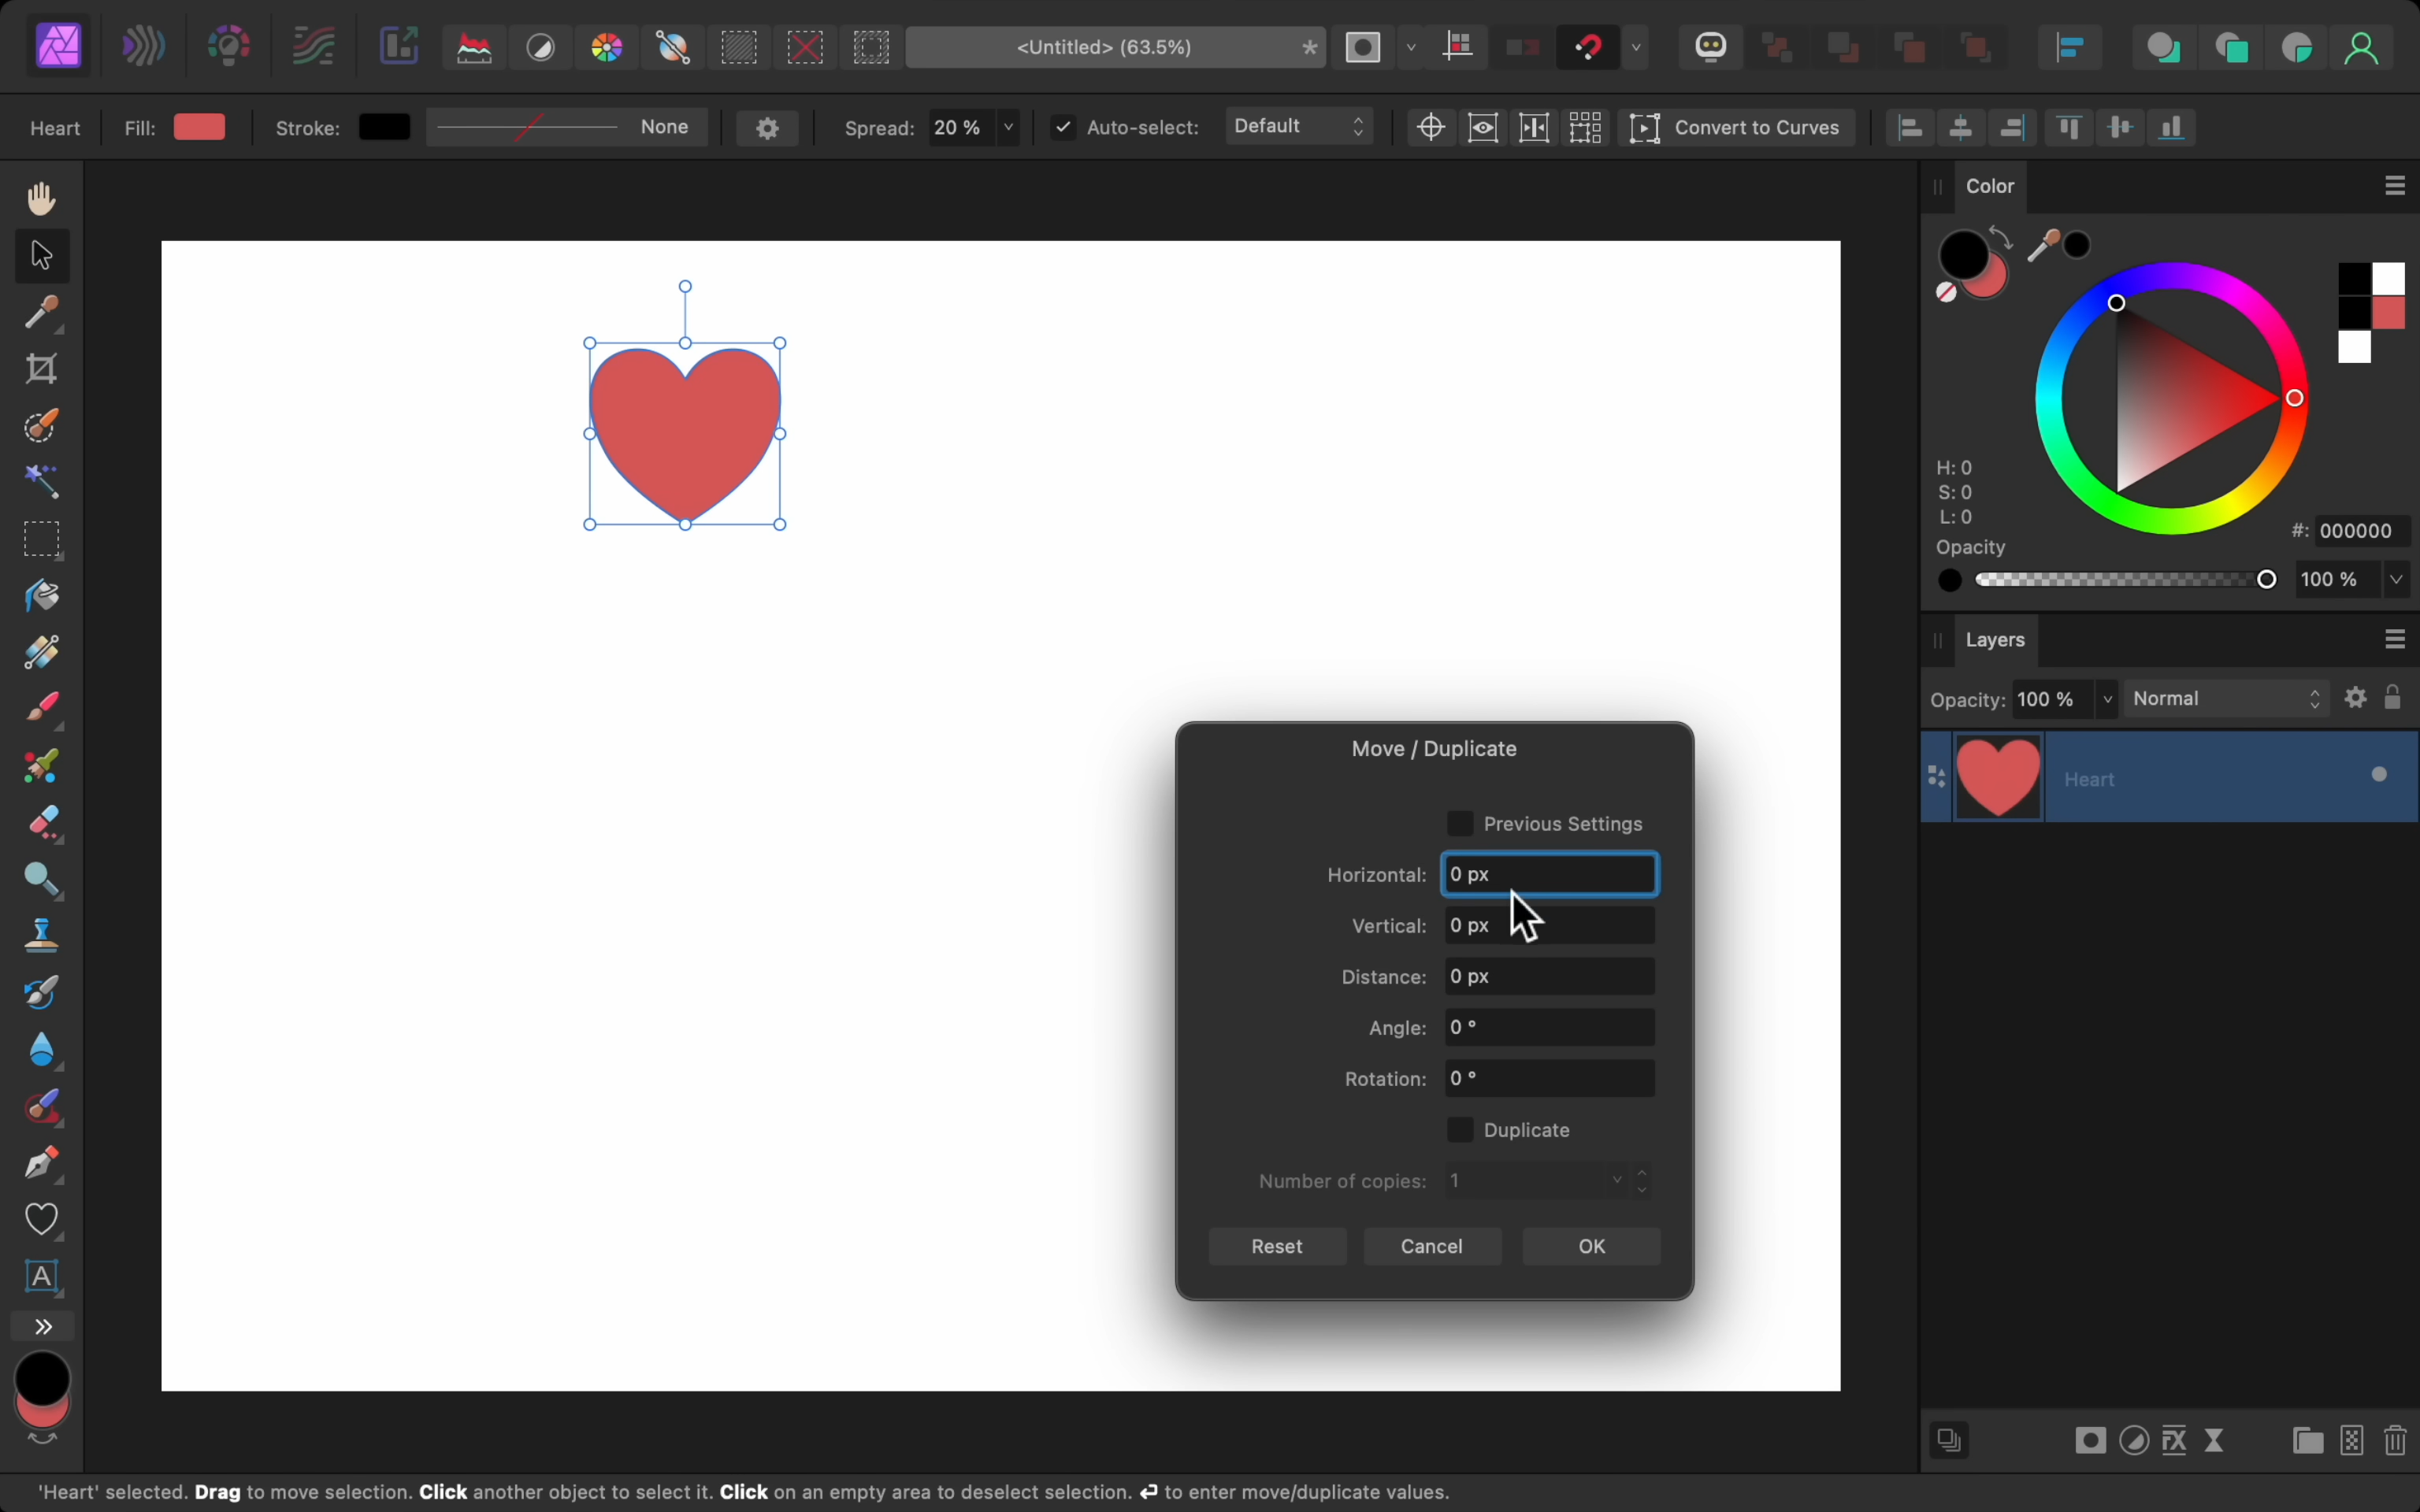 <Untitled> (63.5%) *
Heart Fill: Stroke: None Spread: 20 % Auto-select: Default Convert to Curves
Color
H: 0
S: 0
L: 0
#: 000000
Opacity
100 %
Layers
Opacity: 100 % Normal
Heart
Move / Duplicate
Previous Settings
Horizontal: 0 px
Vertical: 0 px
Distance: 0 px
Angle: 0 °
Rotation: 0 °
Duplicate
Number of copies: 1
Reset Cancel OK
A
FX
'Heart' selected. Drag to move selection. Click another object to select it. Click on an empty area to deselect selection. ↵ to enter move/duplicate values.